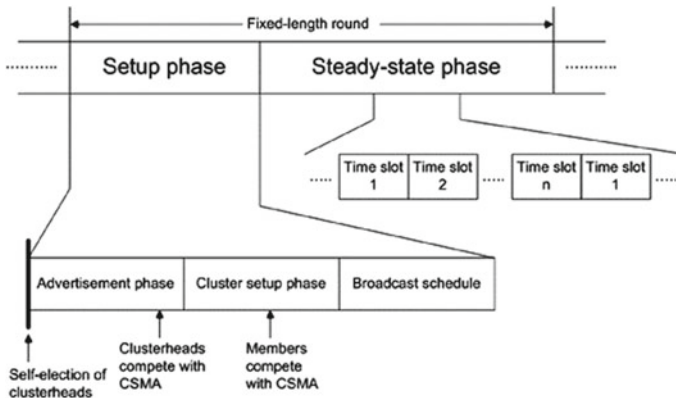 Fixed-length round
Setup phase
Steady-state phase
Time slot
1
Time slot
2
Time slot
n
Time slot
1
Advertisement phase
Cluster setup phase
Broadcast schedule
Self-election of
clusterheads
Clusterheads
compete with
CSMA
Members
compete
with CSMA